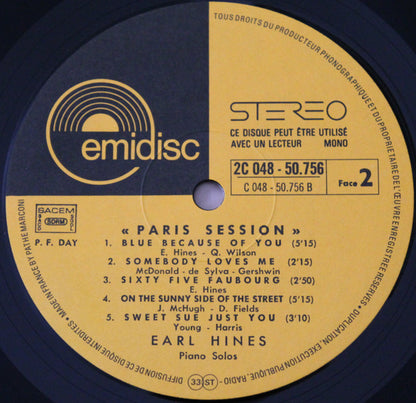 TOUS DROITS DU PRODUCTEUR PHONOGRAPHIQUE ET DU PROPRIETAIRE DE L'ŒUVRE ENREGISTREE RESERVES - DUPLICATION, EXECUTION PUBLIQUE, RADIO-DIFFUSION DE CE DISQUE INTERDITES - MADE IN FRANCE BY PATHE MARCONI
emidisc
STEREO
CE DISQUE PEUT ÊTRE UTILISÉ
AVEC UN LECTEUR MONO
2C 048 - 50.756
C 048 - 50.756 B
Face 2
SACEM
SDRM
P. F. DAY
« PARIS SESSION »
1. BLUE BECAUSE OF YOU (5'15)
E. Hines - Q. Wilson
2. SOMEBODY LOVES ME (2'15)
McDonald - de Sylva - Gershwin
3. SIXTY FIVE FAUBOURG (2'50)
E. Hines
4. ON THE SUNNY SIDE OF THE STREET (5'15)
J. McHugh - D. Fields
5. SWEET SUE JUST YOU (3'10)
Young - Harris
EARL HINES
Piano Solos
33 ST